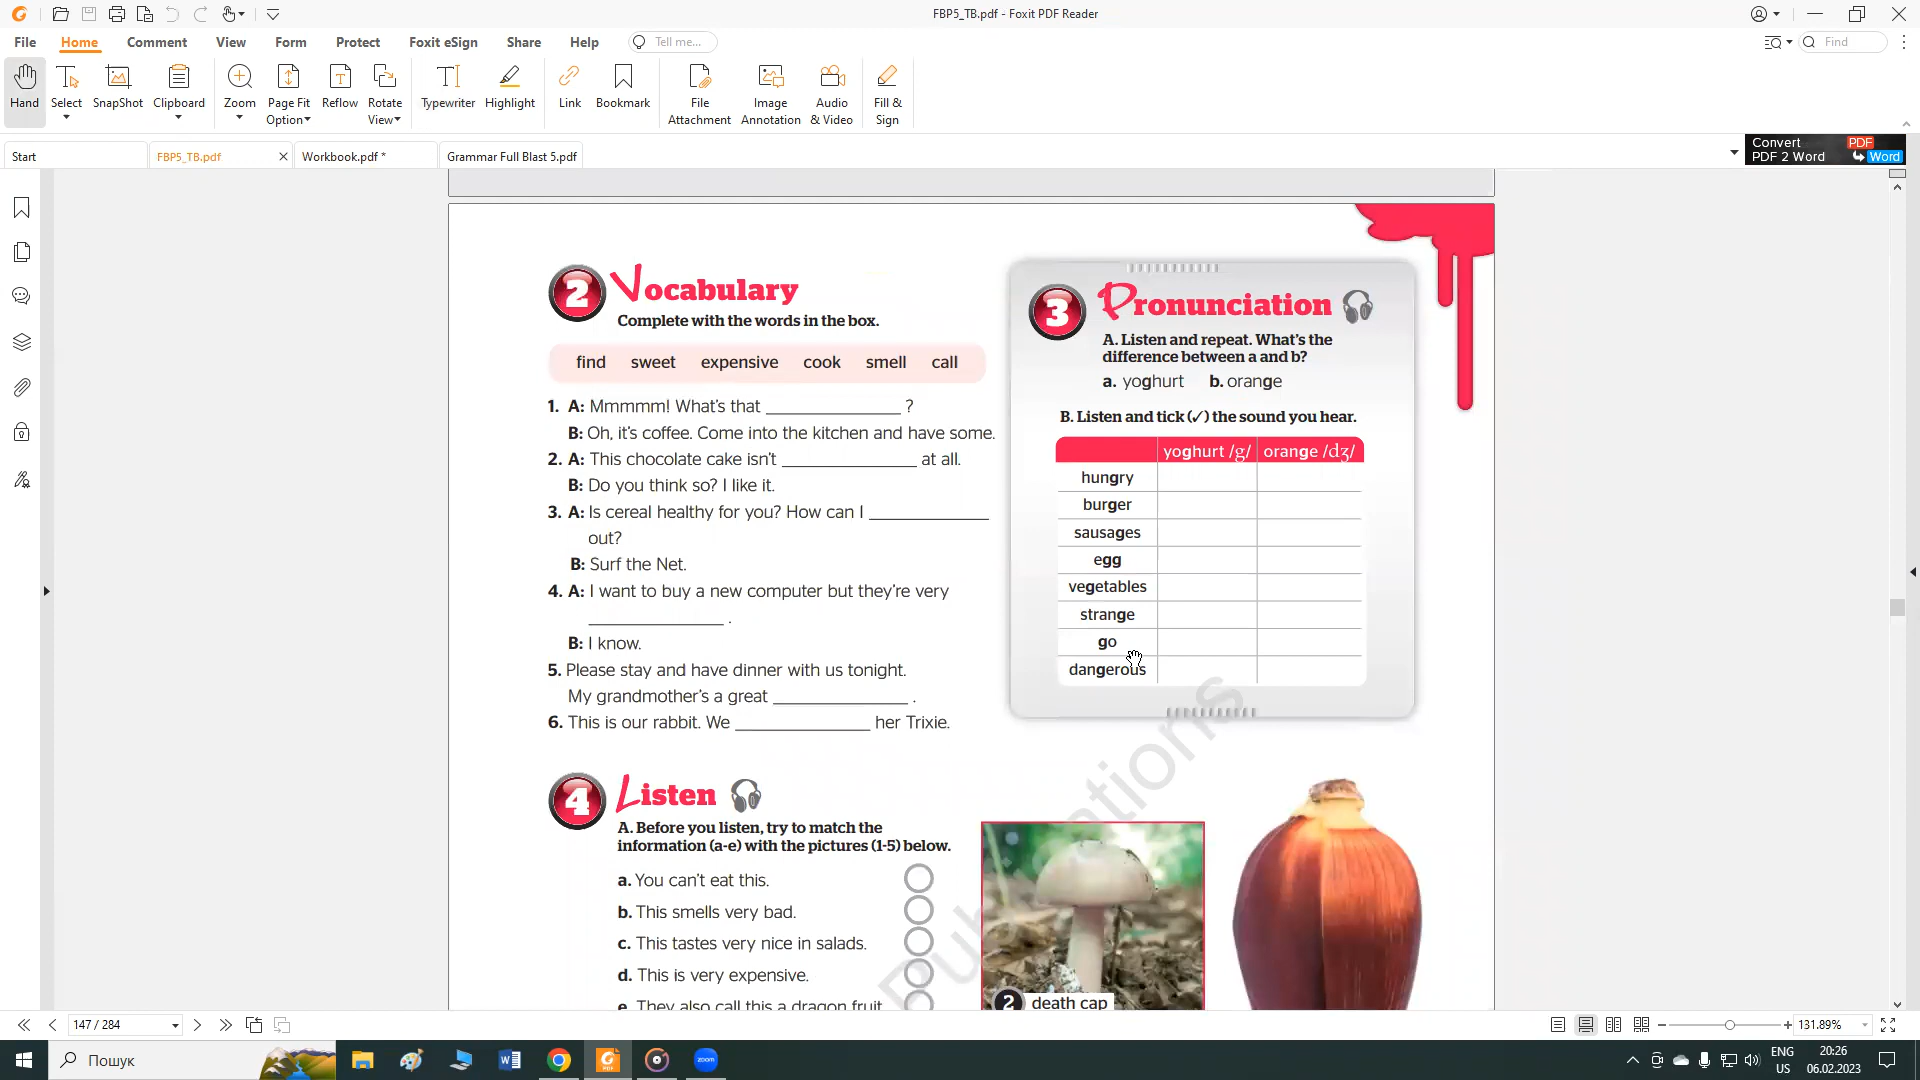 FBP5_TB.pdf - Foxit PDF Reader
File Home Comment View Form Protect Foxit eSign Share Help Tell me... Find
Hand Select SnapShot Clipboard Zoom Page Fit Option Reflow Rotate View Typewriter Highlight Link Bookmark File Attachment Image Annotation Audio & Video Fill & Sign
Start FBP5_TB.pdf Workbook.pdf * Grammar Full Blast 5.pdf
Convert PDF
PDF 2 Word Word
2 Vocabulary
Complete with the words in the box.
find sweet expensive cook smell call
1. A: Mmmmm! What's that _______________ ?
B: Oh, it's coffee. Come into the kitchen and have some.
2. A: This chocolate cake isn't _______________ at all.
B: Do you think so? I like it.
3. A: Is cereal healthy for you? How can I _____________
out?
B: Surf the Net.
4. A: I want to buy a new computer but they're very
_______________ .
B: I know.
5. Please stay and have dinner with us tonight.
My grandmother's a great _______________ .
6. This is our rabbit. We _______________ her Trixie.
3 Pronunciation
A. Listen and repeat. What's the
difference between a and b?
a. yoghurt b. orange
B. Listen and tick (✓) the sound you hear.
yoghurt /g/ orange /dʒ/
hungry
burger
sausages
egg
vegetables
strange
go
dangerous
4 Listen
A. Before you listen, try to match the
information (a-e) with the pictures (1-5) below.
a. You can't eat this.
b. This smells very bad.
c. This tastes very nice in salads.
d. This is very expensive.
e. They also call this a dragon fruit.
2 death cap
147 / 284
131.89%
Пошук
zoom
ENG
US
20:26
06.02.2023